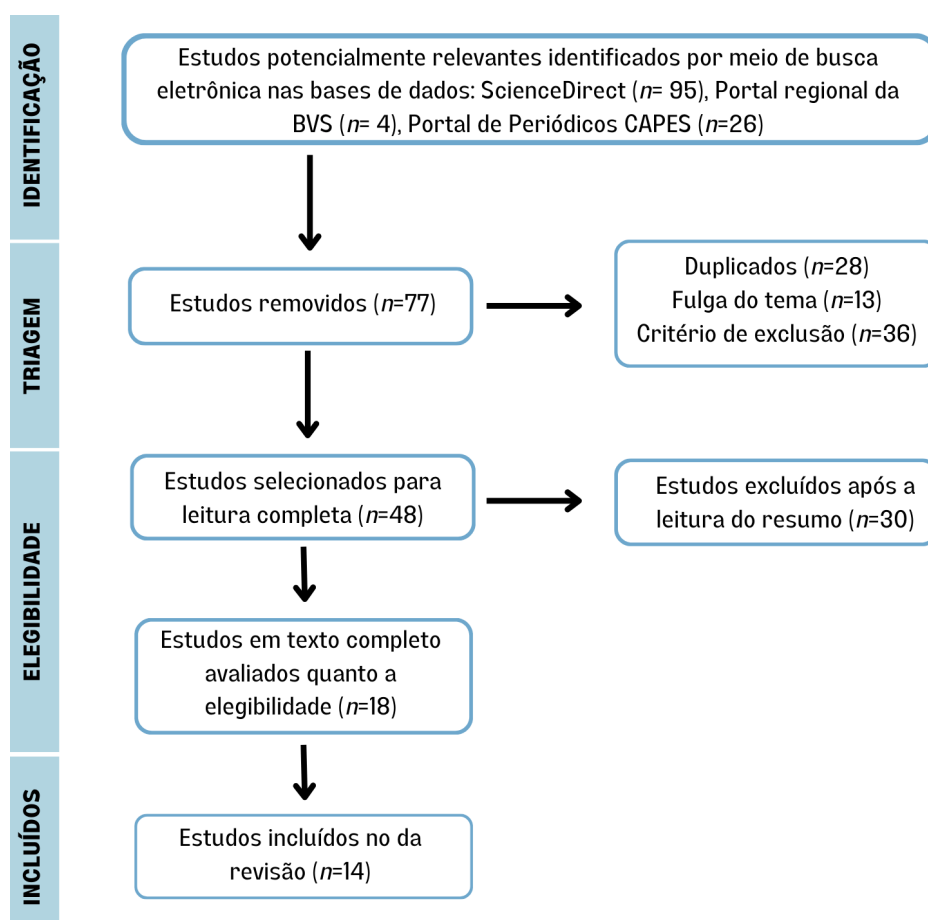 IDENTIFICAÇÃO
Estudos potencialmente relevantes identificados por meio de busca
eletrônica nas bases de dados: ScienceDirect (n= 95), Portal regional da
BVS (n= 4), Portal de Periódicos CAPES (n=26)
TRIAGEM
Estudos removidos (n=77)
Duplicados (n=28)
Fulga do tema (n=13)
Critério de exclusão (n=36)
ELEGIBILIDADE
Estudos selecionados para
leitura completa (n=48)
Estudos excluídos após a
leitura do resumo (n=30)
Estudos em texto completo
avaliados quanto a
elegibilidade (n=18)
INCLUÍDOS
Estudos incluídos no da
revisão (n=14)